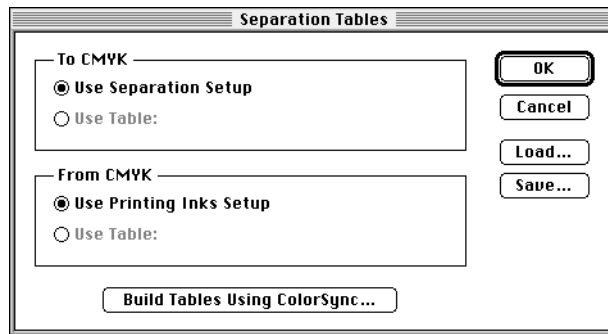 Separation Tables
To CMYK
Use Separation Setup
Use Table:
From CMYK
Use Printing Inks Setup
Use Table:
Build Tables Using ColorSync...
OK
Cancel
Load...
Save...